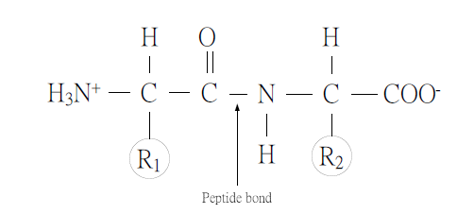 H O H
H₃N⁺ — C — C — N — C — COO⁻
R₁ H R₂
Peptide bond